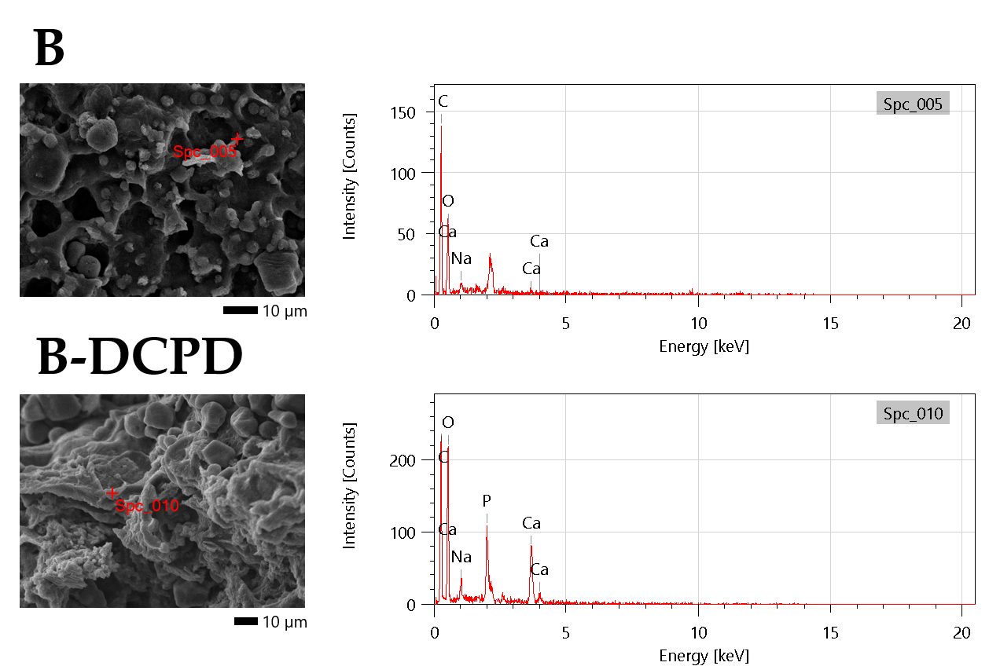 B
Spc_005
10 μm
Intensity [Counts]
150
100
50
0
C
O
Ca
Na
Ca
Ca
Spc_005
0 5 10 15 20
Energy [keV]
B-DCPD
Spc_010
10 μm
Intensity [Counts]
200
100
0
O
C
Ca
Na
P
Ca
Ca
Spc_010
0 5 10 15 20
Energy [keV]